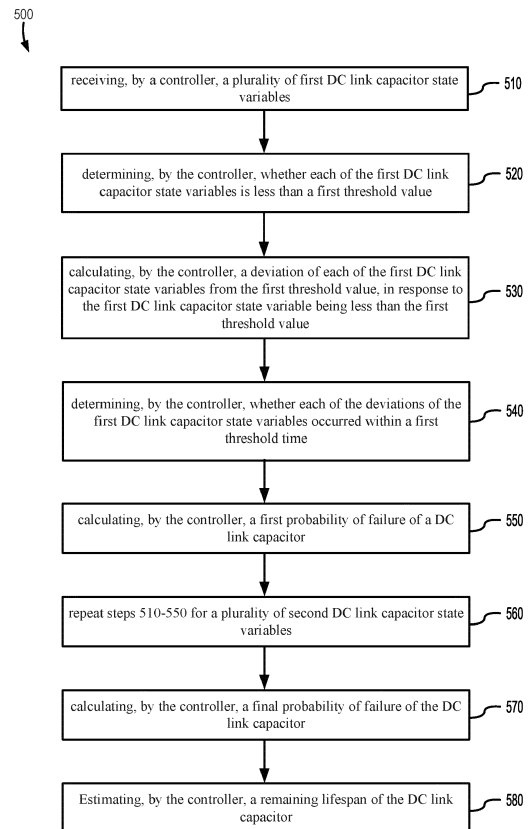 500
receiving, by a controller, a plurality of first DC link capacitor state
variables
510
determining, by the controller, whether each of the first DC link
capacitor state variables is less than a first threshold value
520
calculating, by the controller, a deviation of each of the first DC link
capacitor state variables from the first threshold value, in response to
the first DC link capacitor state variable being less than the first
threshold value
530
determining, by the controller, whether each of the deviations of the
first DC link capacitor state variables occurred within a first
threshold time
540
calculating, by the controller, a first probability of failure of a DC
link capacitor
550
repeat steps 510-550 for a plurality of second DC link capacitor state
variables
560
calculating, by the controller, a final probability of failure of the DC
link capacitor
570
Estimating, by the controller, a remaining lifespan of the DC link
capacitor
580